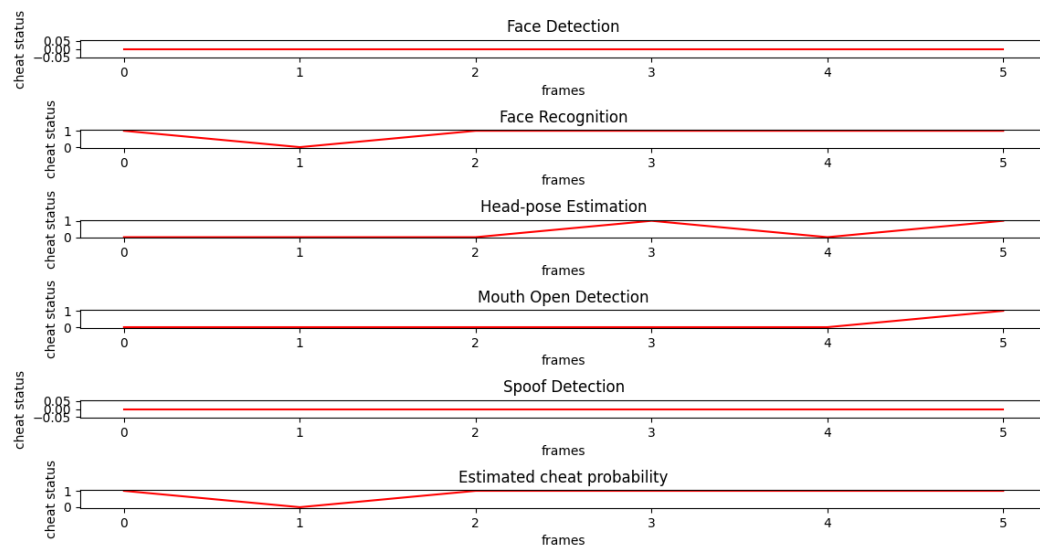 Face Detection
cheat status
0.05
0.00
−0.05
0 1 2 3 4 5
frames
Face Recognition
cheat status
1
0
0 1 2 3 4 5
frames
Head-pose Estimation
cheat status
1
0
0 1 2 3 4 5
frames
Mouth Open Detection
cheat status
1
0
0 1 2 3 4 5
frames
Spoof Detection
cheat status
0.05
0.00
−0.05
0 1 2 3 4 5
frames
Estimated cheat probability
cheat status
1
0
0 1 2 3 4 5
frames